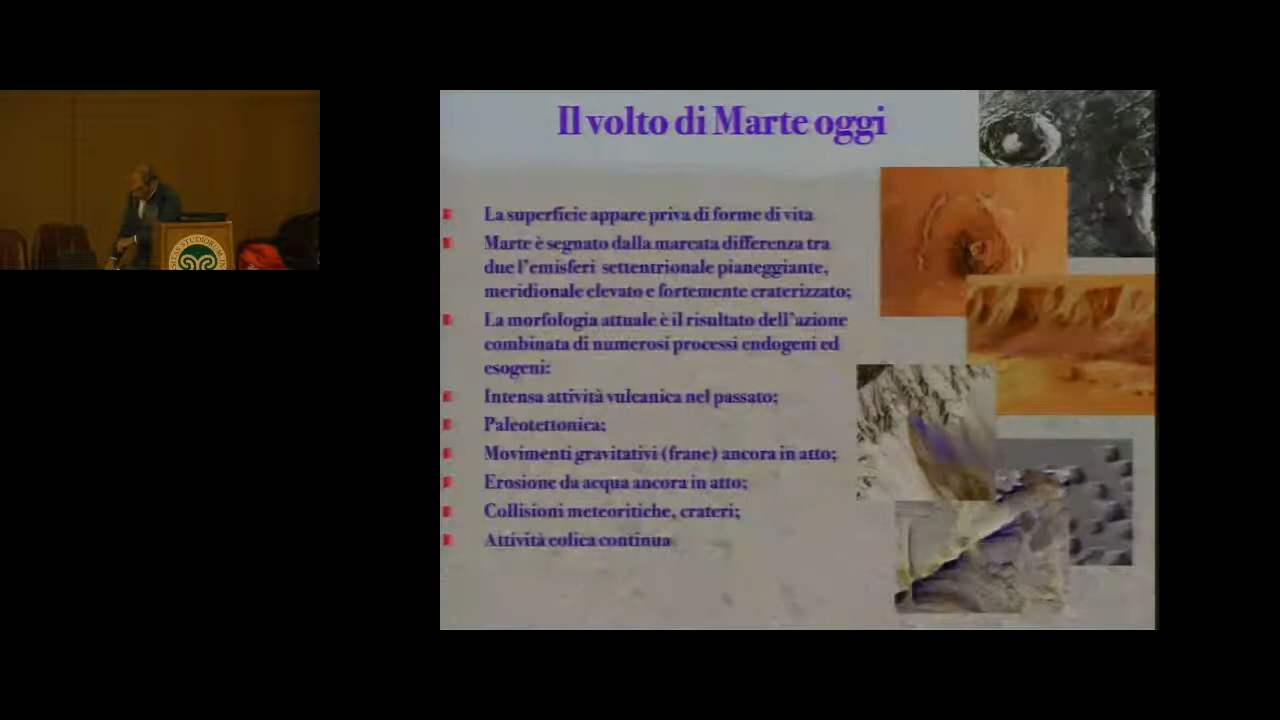 Il volto di Marte oggi
La superficie appare priva di forme di vita
Marte è segnato dalla marcata differenza tra
due l'emisferi settentrionale pianeggiante,
meridionale elevato e fortemente craterizzato;
La morfologia attuale è il risultato dell'azione
combinata di numerosi processi endogeni ed
esogeni:
Intensa attività vulcanica nel passato;
Paleotettonica;
Movimenti gravitativi (frane) ancora in atto;
Erosione da acqua ancora in atto;
Collisioni meteoritiche, crateri;
Attività eolica continua
STUDIORUM